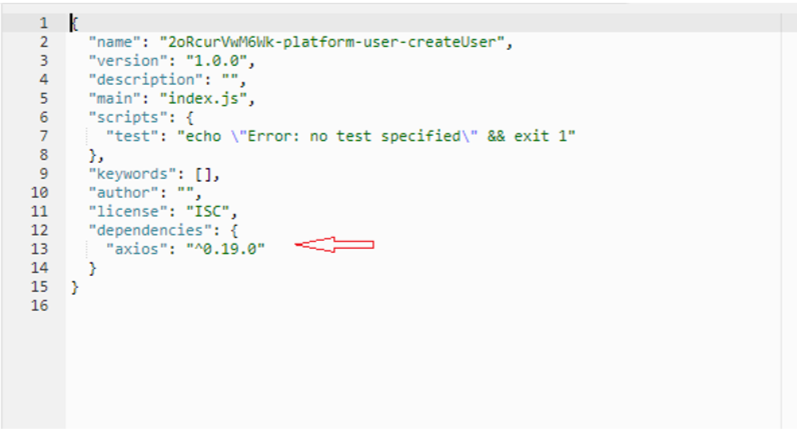 1 {
2 "name": "2oRcurVwM6Wk-platform-user-createUser",
3 "version": "1.0.0",
4 "description": "",
5 "main": "index.js",
6 "scripts": {
7 "test": "echo \"Error: no test specified\" && exit 1"
8 },
9 "keywords": [],
10 "author": "",
11 "license": "ISC",
12 "dependencies": {
13 "axios": "^0.19.0"
14 }
15 }
16